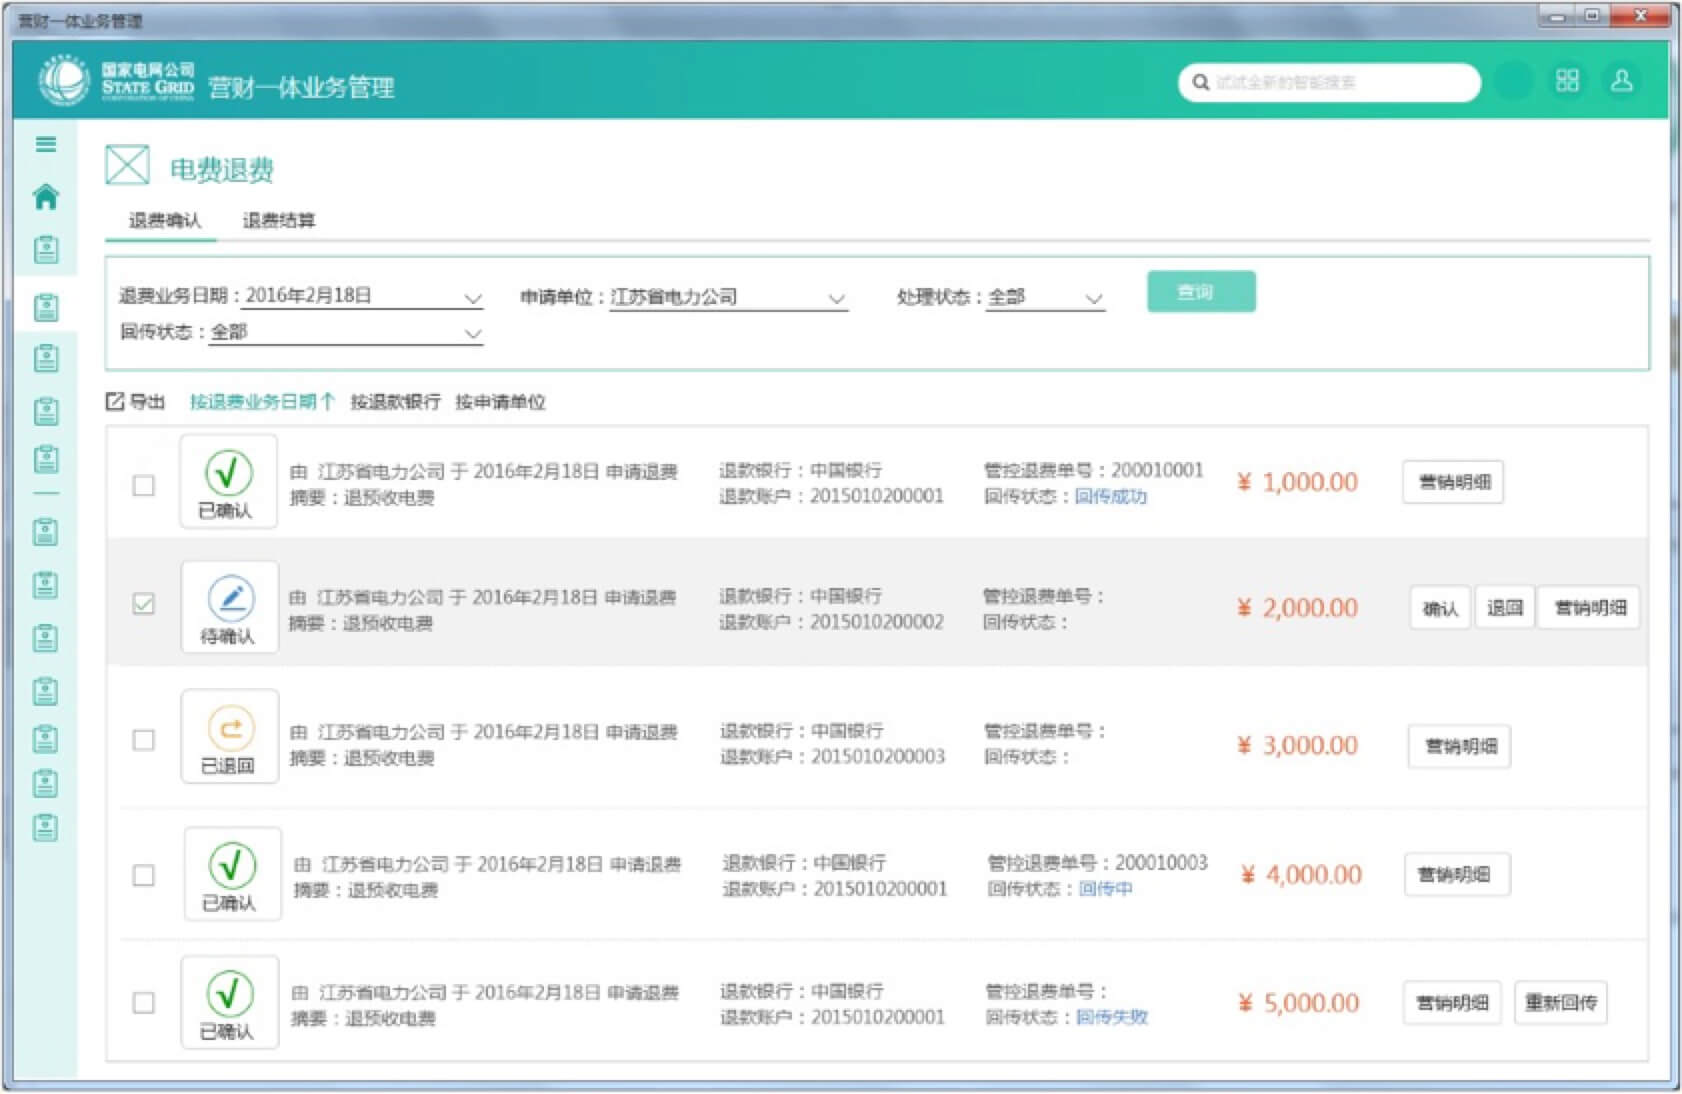 营财一体业务管理
国家电网公司
STATE GRID
CORPORATION OF CHINA
营财一体业务管理
试试全新的智能搜索
电费退费
退费确认 退费结算
退费业务日期：2016年2月18日 申请单位：江苏省电力公司 处理状态：全部 查询
回传状态：全部
导出 按退费业务日期↑ 按退款银行 按申请单位
已确认
由 江苏省电力公司 于 2016年2月18日 申请退费
摘要：退预收电费
退款银行：中国银行
退款账户：2015010200001
管控退费单号：200010001
回传状态：回传成功
¥ 1,000.00
营销明细
待确认
由 江苏省电力公司 于 2016年2月18日 申请退费
摘要：退预收电费
退款银行：中国银行
退款账户：2015010200002
管控退费单号：
回传状态：
¥ 2,000.00
确认 退回 营销明细
已退回
由 江苏省电力公司 于 2016年2月18日 申请退费
摘要：退预收电费
退款银行：中国银行
退款账户：2015010200003
管控退费单号：
回传状态：
¥ 3,000.00
营销明细
已确认
由 江苏省电力公司 于 2016年2月18日 申请退费
摘要：退预收电费
退款银行：中国银行
退款账户：2015010200001
管控退费单号：200010003
回传状态：回传中
¥ 4,000.00
营销明细
已确认
由 江苏省电力公司 于 2016年2月18日 申请退费
摘要：退预收电费
退款银行：中国银行
退款账户：2015010200001
管控退费单号：
回传状态：回传失败
¥ 5,000.00
营销明细 重新回传